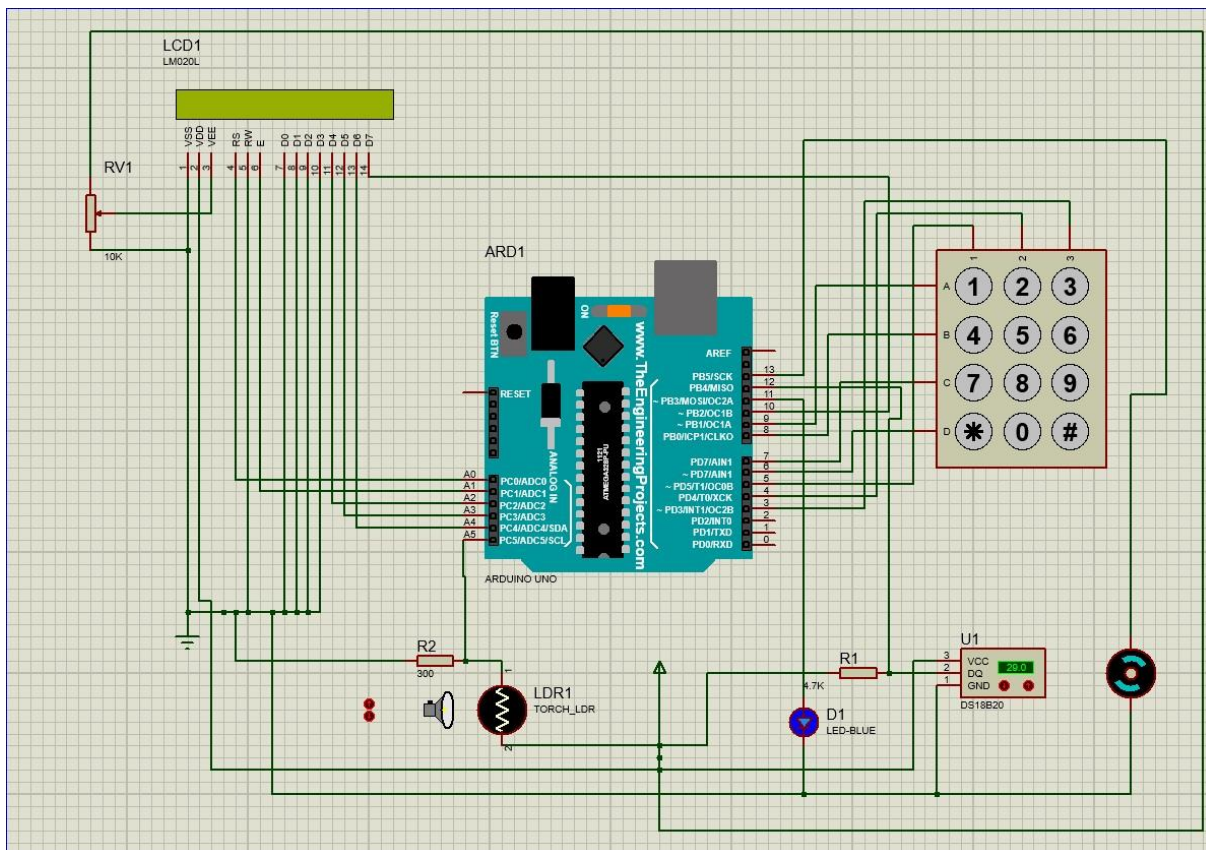 LCD1
LM020L
VSS
VDD
VEE
RS
RW
E
D0
D1
D2
D3
D4
D5
D6
D7
1
2
3
4
5
6
7
8
9
10
11
12
13
14
RV1
10K
ARD1
Reset BTN
ON
www.TheEngineeringProjects.com
RESET
ANALOG IN
1121
ATMEGA328P-PU
AREF
PB5/SCK 13
PB4/MISO 12
~ PB3/MOSI/OC2A 11
~ PB2/OC1B 10
~ PB1/OC1A 9
PB0/ICP1/CLKO 8
PD7/AIN1 7
~ PD7/AIN1 6
~ PD5/T1/OC0B 5
PD4/T0/XCK 4
~ PD3/INT1/OC2B 3
PD2/INT0 2
PD1/TXD 1
PD0/RXD 0
A0 PC0/ADC0
A1 PC1/ADC1
A2 PC2/ADC2
A3 PC3/ADC3
A4 PC4/ADC4/SDA
A5 PC5/ADC5/SCL
ARDUINO UNO
1 2 3
A 1 2 3
B 4 5 6
C 7 8 9
D * 0 #
R2
300
1
LDR1
TORCH_LDR
2
R1
4.7K
D1
LED-BLUE
U1
3 VCC
2 DQ
1 GND
29.0
DS18B20